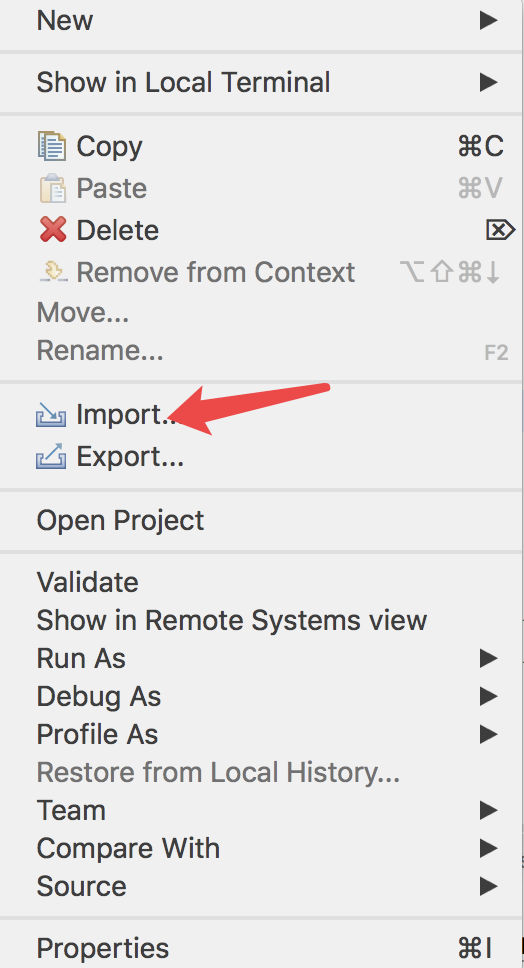 New
Show in Local Terminal
Copy ⌘C
Paste ⌘V
Delete ⌦
Remove from Context ⌥⇧⌘↓
Move...
Rename... F2
Import..
Export...
Open Project
Validate
Show in Remote Systems view
Run As
Debug As
Profile As
Restore from Local History...
Team
Compare With
Source
Properties ⌘I